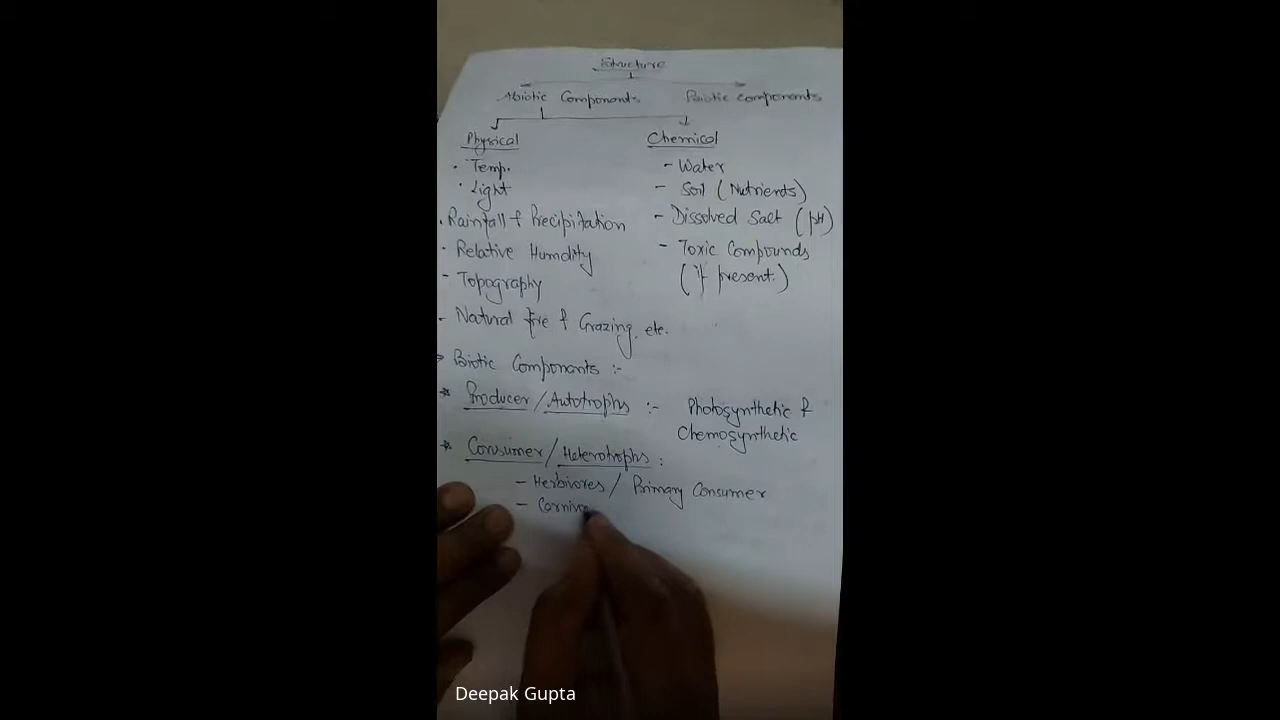 Structure
Abiotic Components Biotic components
Physical Chemical
• Temp. - Water
• Light - Soil (Nutrients)
• Rainfall & Precipitation - Dissolved Salt (pH)
• Relative Humdity - Toxic Compounds
- Topography (if present.)
- Natural fire & Grazing. etc.
→ Biotic Components :-
* Producer / Autotrophs :- Photosynthetic &
Chemosynthetic
* Consumer / Heterotrophs :
- Herbivores / Primary Consumer
- Carnivo
Deepak Gupta